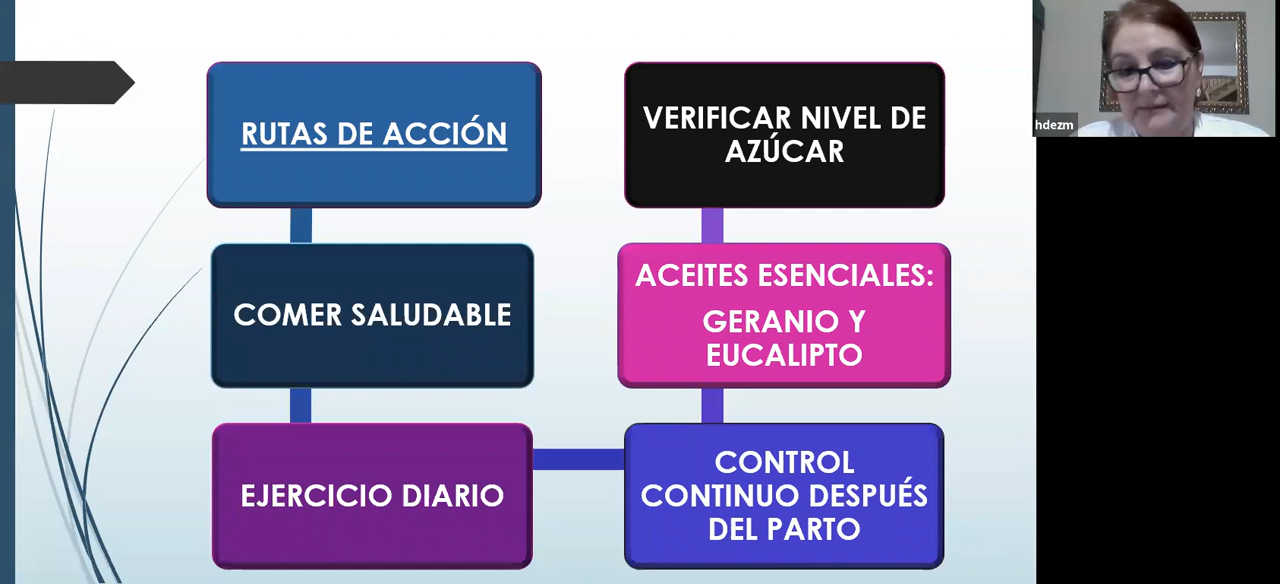 RUTAS DE ACCIÓN
COMER SALUDABLE
EJERCICIO DIARIO
CONTROL
CONTINUO DESPUÉS
DEL PARTO
ACEITES ESENCIALES:
GERANIO Y
EUCALIPTO
VERIFICAR NIVEL DE
AZÚCAR
hdezm